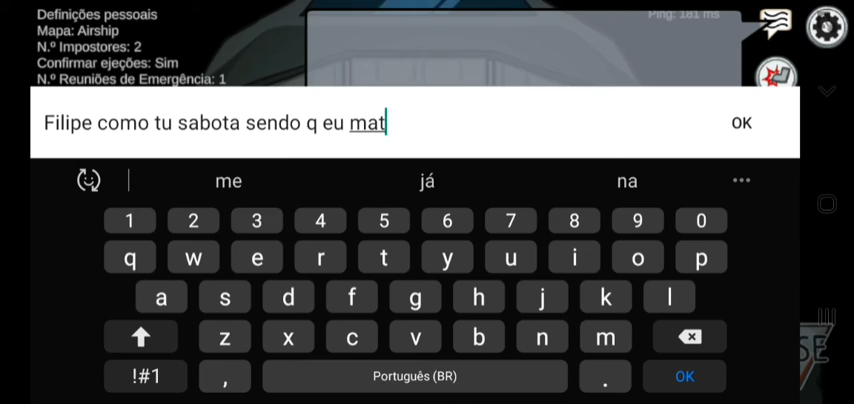 Definições pessoais
Mapa: Airship
N.º Impostores: 2
Confirmar ejeções: Sim
N.º Reuniões de Emergência: 1
Ping: 181 ms
Filipe como tu sabota sendo q eu mat
OK
me já na
1 2 3 4 5 6 7 8 9 0
q w e r t y u i o p
a s d f g h j k l
z x c v b n m
!#1 , Português (BR) . OK